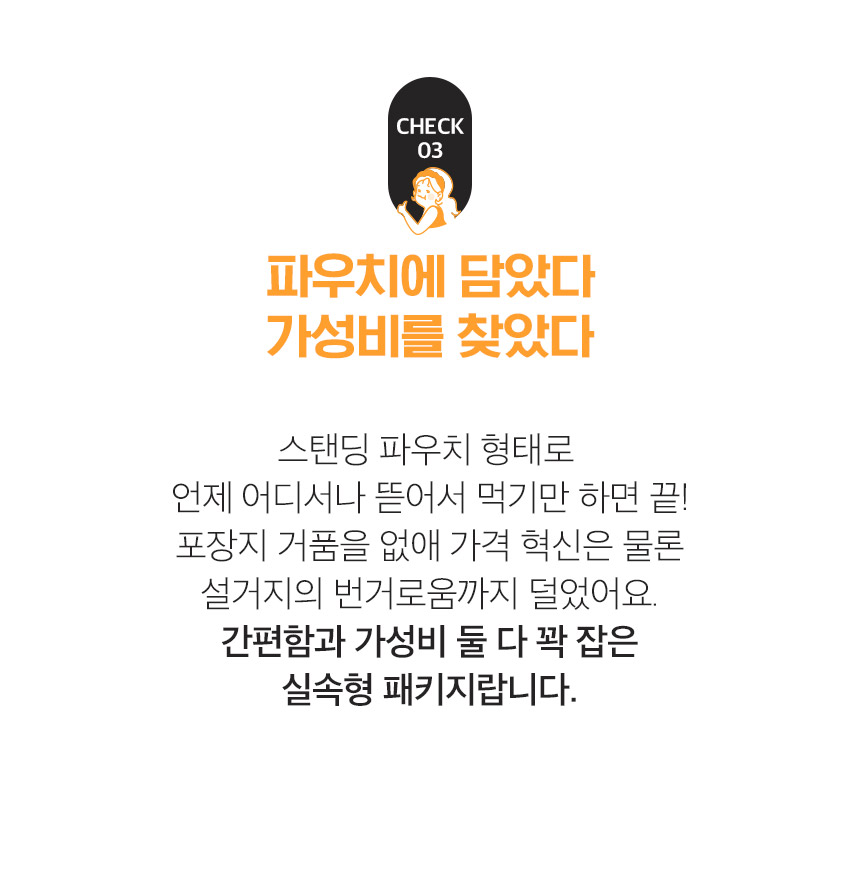 CHECK
03
파우치에 담았다
가성비를 찾았다
스탠딩 파우치 형태로
언제 어디서나 뜯어서 먹기만 하면 끝!
포장지 거품을 없애 가격 혁신은 물론
설거지의 번거로움까지 덜었어요.
간편함과 가성비 둘 다 꽉 잡은
실속형 패키지랍니다.